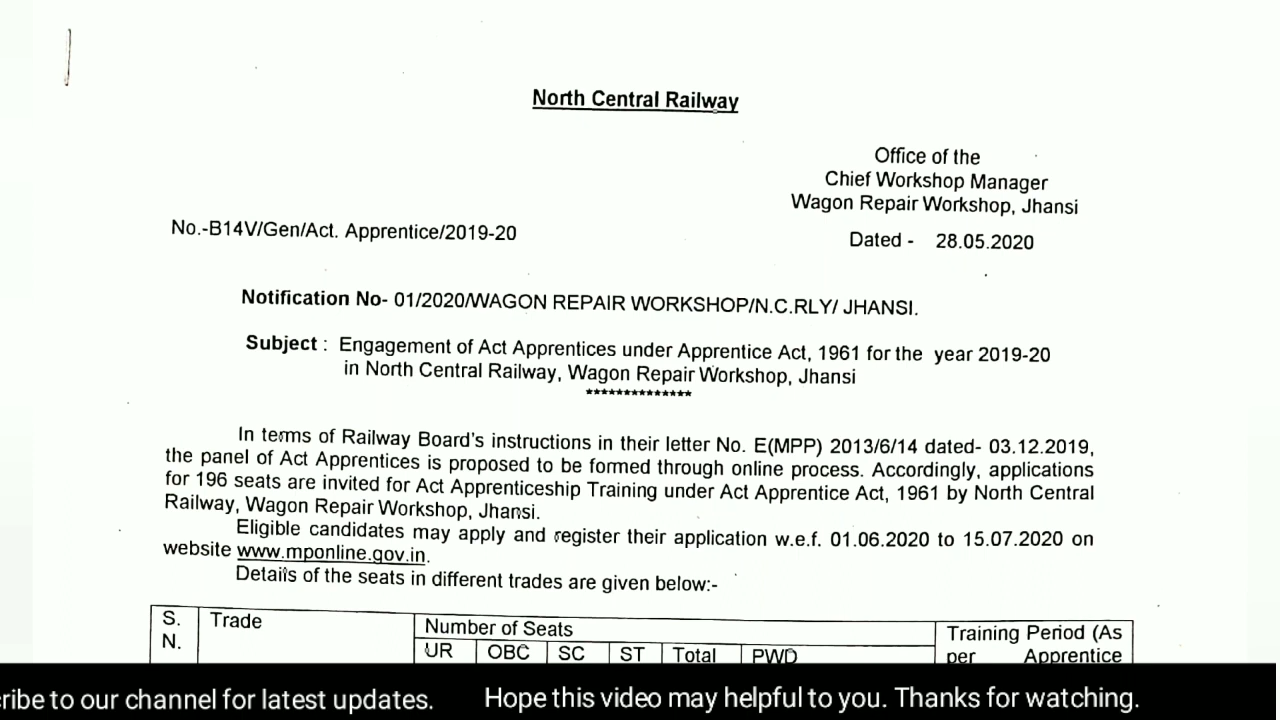 North Central Railway
Office of the
Chief Workshop Manager
Wagon Repair Workshop, Jhansi
No.-B14V/Gen/Act. Apprentice/2019-20
Dated - 28.05.2020
Notification No- 01/2020/WAGON REPAIR WORKSHOP/N.C.RLY/ JHANSI.
Subject : Engagement of Act Apprentices under Apprentice Act, 1961 for the year 2019-20
in North Central Railway, Wagon Repair Workshop, Jhansi
**************
In terms of Railway Board's instructions in their letter No. E(MPP) 2013/6/14 dated- 03.12.2019,
the panel of Act Apprentices is proposed to be formed through online process. Accordingly, applications
for 196 seats are invited for Act Apprenticeship Training under Act Apprentice Act, 1961 by North Central
Railway, Wagon Repair Workshop, Jhansi.
Eligible candidates may apply and register their application w.e.f. 01.06.2020 to 15.07.2020 on
website www.mponline.gov.in.
Details of the seats in different trades are given below:-
S. N. Trade Number of Seats Training Period (As
UR OBC SC ST Total PWD per Apprentice
ribe to our channel for latest updates. Hope this video may helpful to you. Thanks for watching.